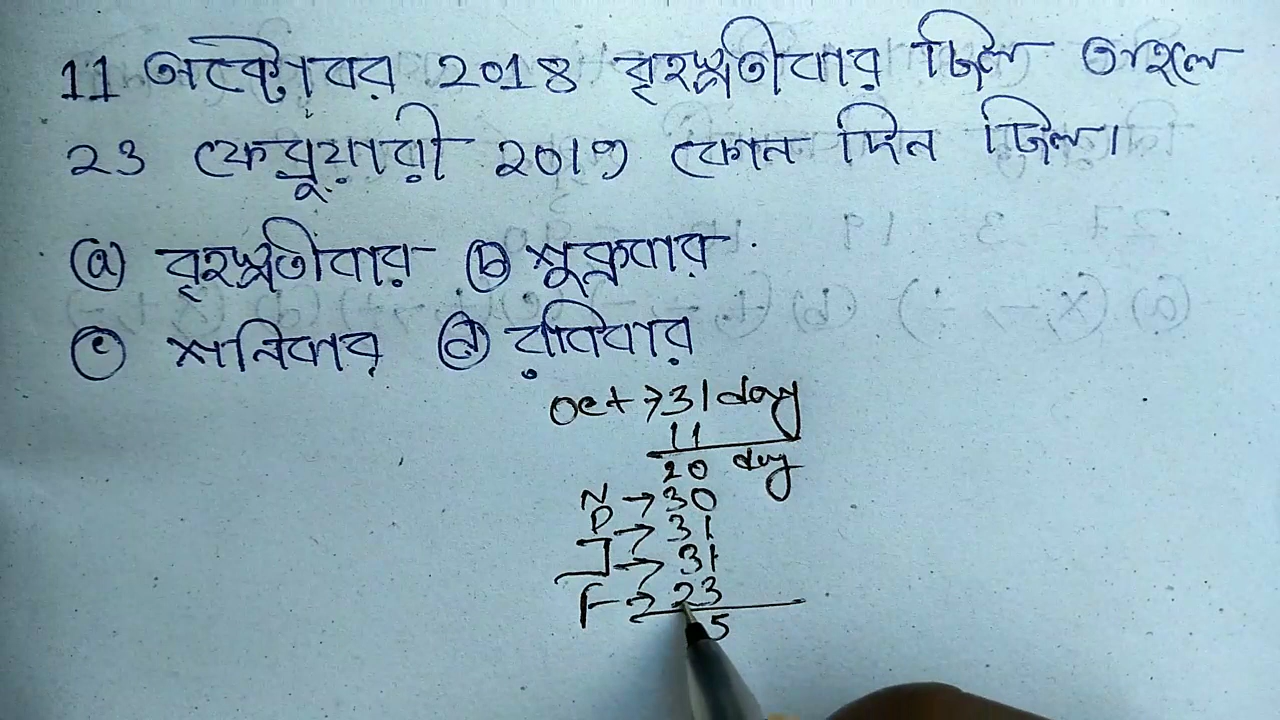 11 অক্টোবর 2018 বৃহস্পতীবার ছিল তাহলে
23 ফেব্রুয়ারী 2019 কোন দিন ছিল।
(a) বৃহস্পতীবার (b) শুক্রবার
(c) শনিবার (d) রবিবার
Oct → 31 day
11
20 day
N → 30
D → 31
J → 31
F → 23
5